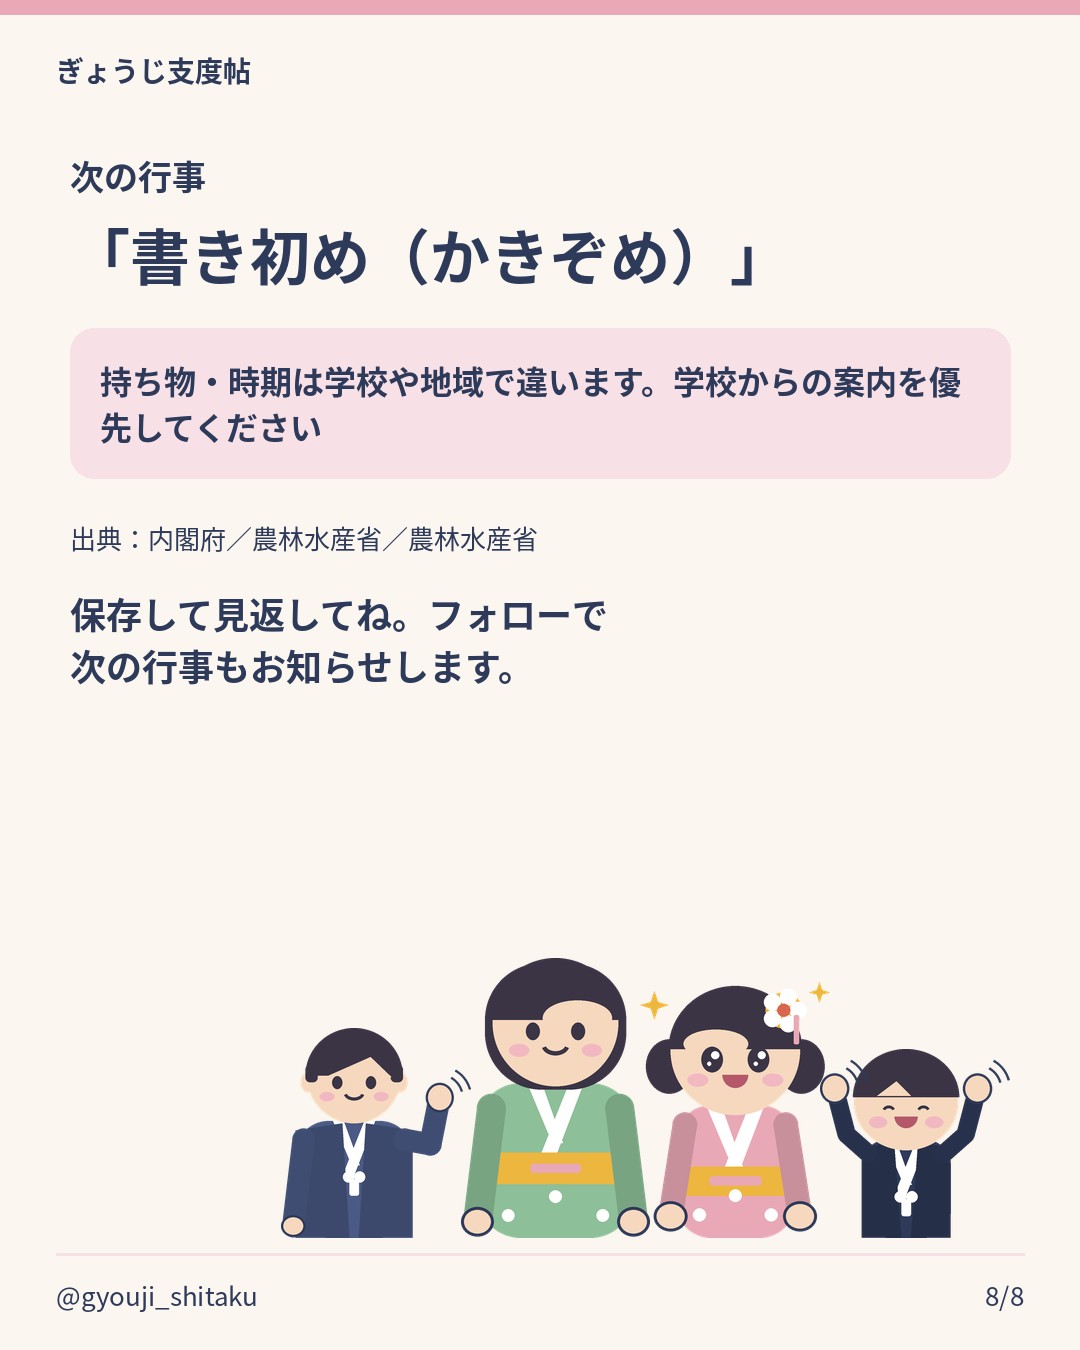 ぎょうじ支度帖
次の行事
「書き初め（かきぞめ）」
持ち物・時期は学校や地域で違います。学校からの案内を優
先してください
出典：内閣府／農林水産省／農林水産省
保存して見返してね。フォローで
次の行事もお知らせします。
@gyouji_shitaku
8/8